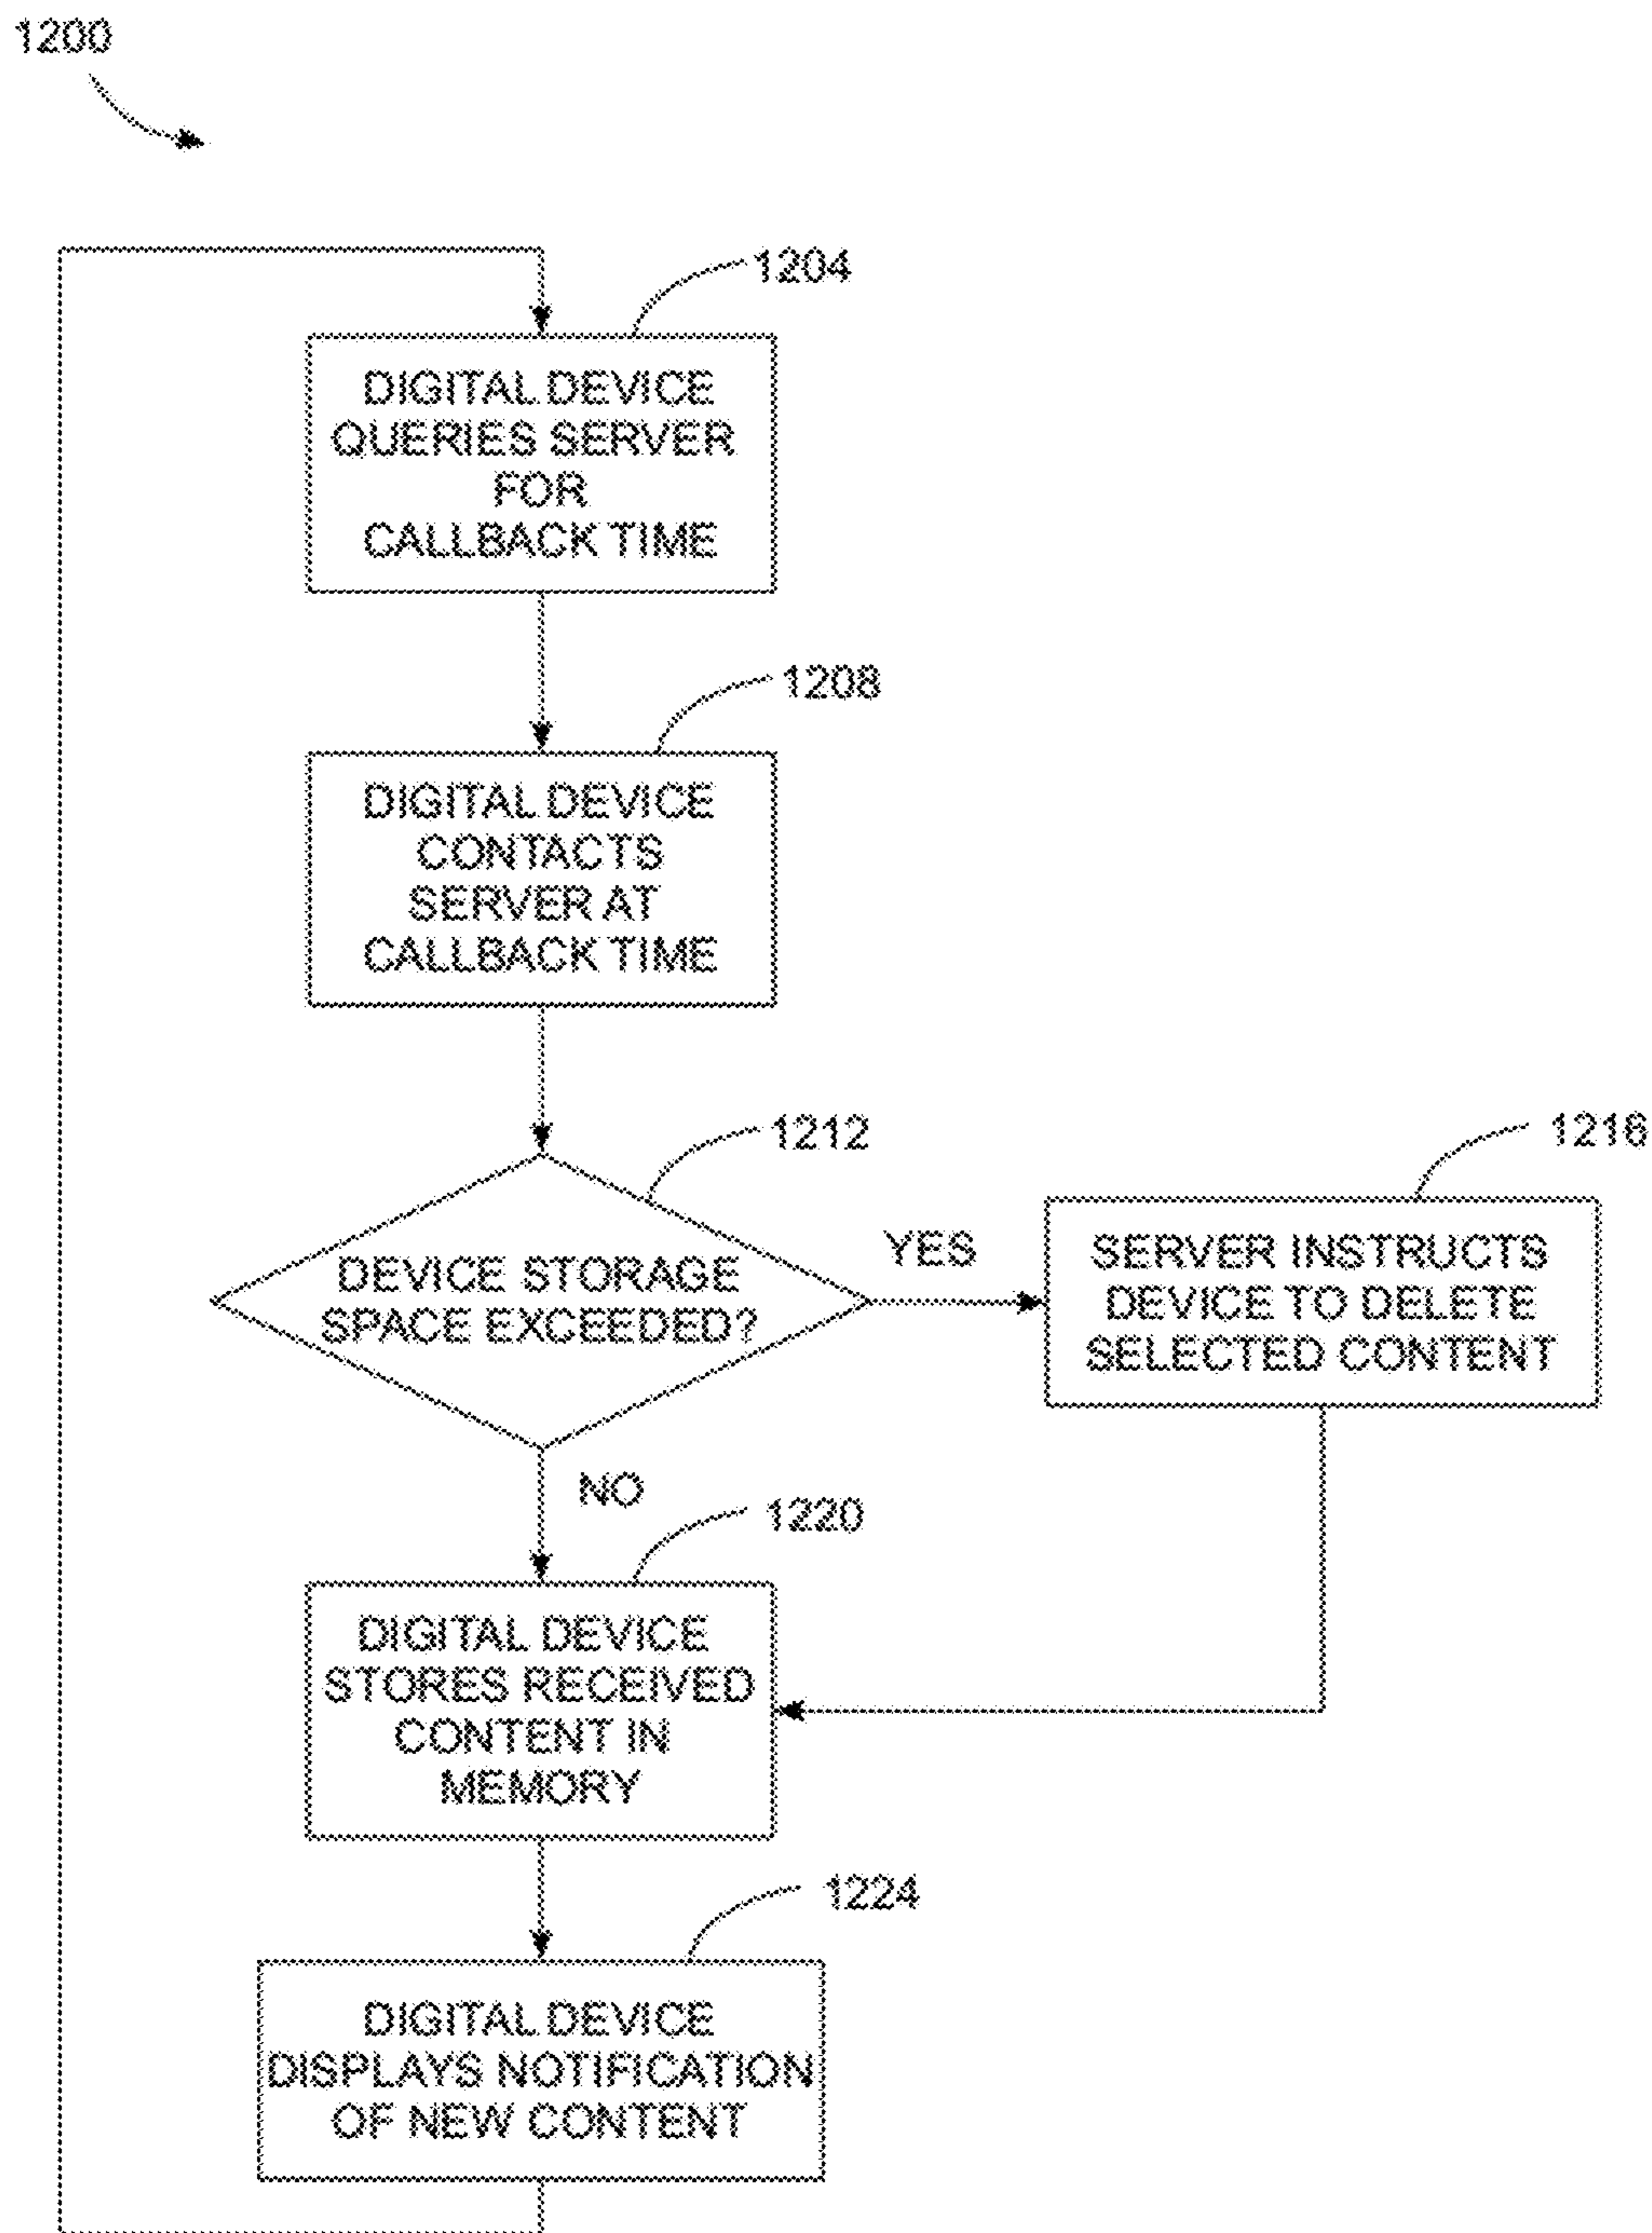 1200
1204
DIGITAL DEVICE
QUERIES SERVER
FOR
CALLBACK TIME
1208
DIGITAL DEVICE
CONTACTS
SERVER AT
CALLBACK TIME
1212
DEVICE STORAGE
SPACE EXCEEDED?
YES
1216
SERVER INSTRUCTS
DEVICE TO DELETE
SELECTED CONTENT
NO
1220
DIGITAL DEVICE
STORES RECEIVED
CONTENT IN
MEMORY
1224
DIGITAL DEVICE
DISPLAYS NOTIFICATION
OF NEW CONTENT